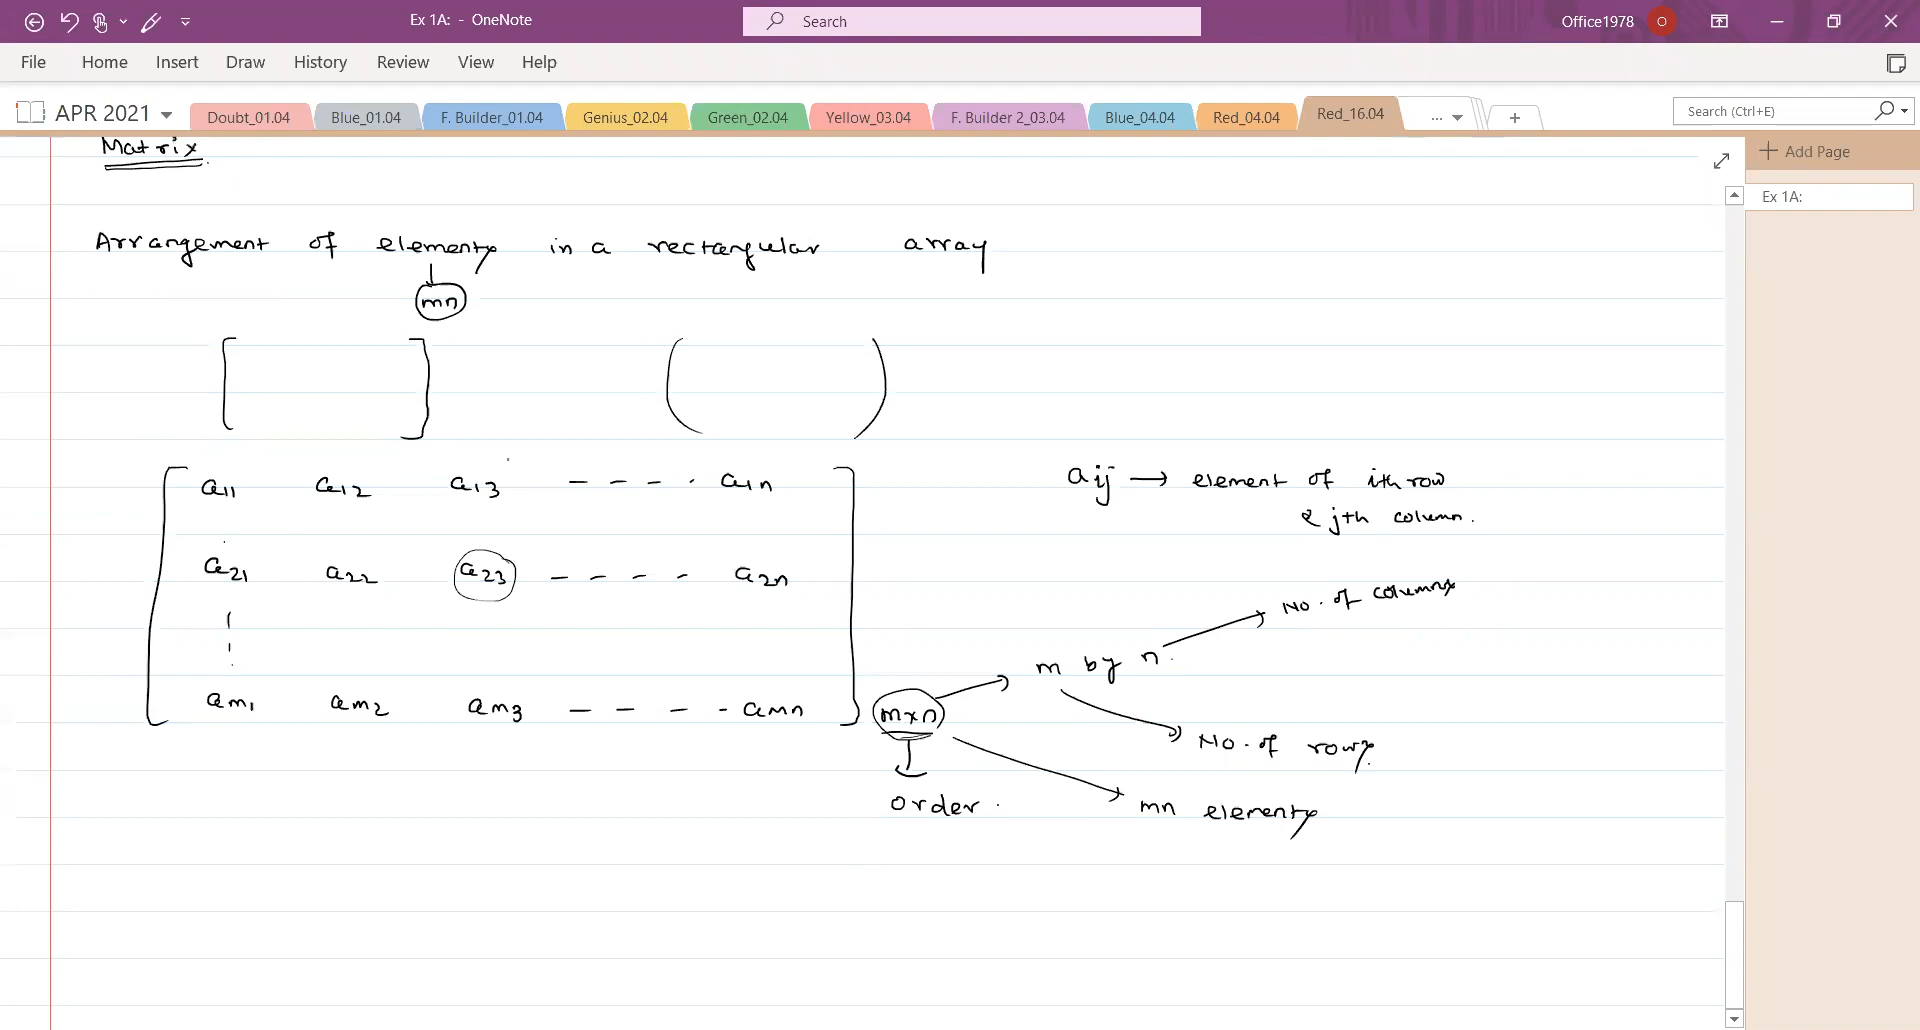 Ex 1A: - OneNote
Search
Office1978
O
File Home Insert Draw History Review View Help
APR 2021
Doubt_01.04 Blue_01.04 F. Builder_01.04 Genius_02.04 Green_02.04 Yellow_03.04 F. Builder 2_03.04 Blue_04.04 Red_04.04 Red_16.04 ... +
Search (Ctrl+E)
Add Page
Ex 1A:
Matrix
Arrangement of elements in a rectangular array
mn
[ ] ( )
a11 a12 a13 - - - . a1n
aij → element of ith row
& jth column.
a21 a22 a23 - - - - a2n
No. of columns
m by n.
am1 am2 am3 - - - - amn
m×n
No. of rows.
order.
mn elements